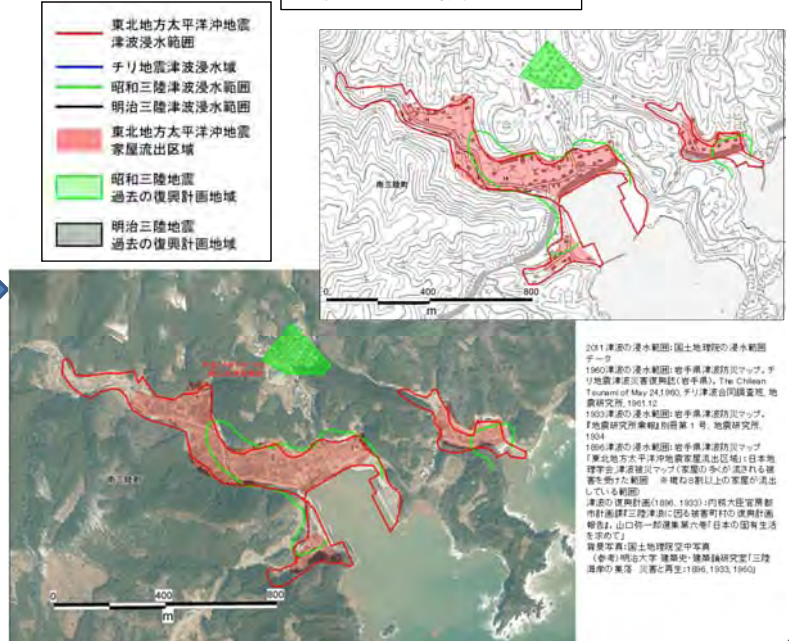 東北地方太平洋沖地震
津波浸水範囲
チリ地震津波浸水域
昭和三陸津波浸水範囲
明治三陸津波浸水範囲
東北地方太平洋沖地震
家屋流出区域
昭和三陸地震
過去の復興計画地域
明治三陸地震
過去の復興計画地域
南三陸町
0 400 800
m
南三陸町
0 400 800
m
2011津波の浸水範囲:国土地理院の浸水範囲
データ
1960津波の浸水範囲:岩手県津波防災マップ。チ
リ地震津波災害復興誌(岩手県)。The Chilean
Tsunami of May 24,1960, チリ津波合同調査班, 地
震研究所, 1961.12
1933津波の浸水範囲:岩手県津波防災マップ。
『地震研究所彙報』別冊第1号, 地震研究所,
1934
1896津波の浸水範囲:岩手県津波防災マップ
「東北地方太平洋沖地震家屋流出区域」:日本地
理学会_津波被災マップ(家屋の多くが流される被
害を受けた範囲 ※概ね8割以上の家屋が流出
している範囲)
津波の復興計画(1896, 1933):内務大臣官房都
市計画課『三陸津浪に因る被害町村の復興計画
報告』, 山口弥一郎選集第六巻「日本の固有生活
を求めて」
背景写真:国土地理院空中写真
(参考)明治大学 建築史・建築論研究室「三陸
海岸の集落 災害と再生:1896,1933,1960」